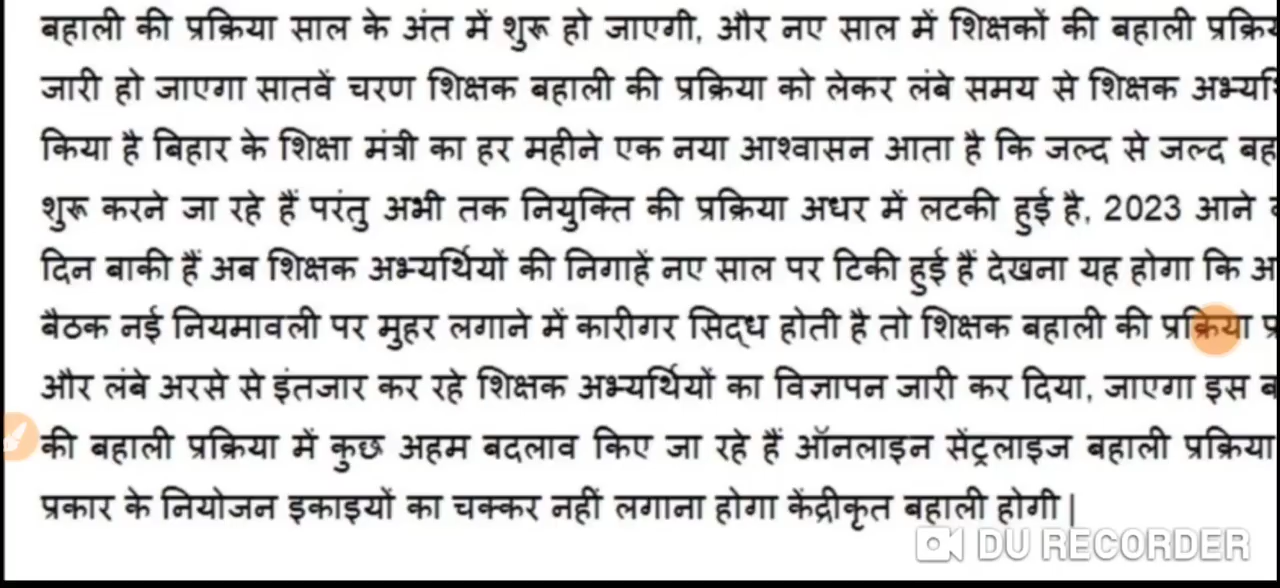 बहाली की प्रक्रिया साल के अंत में शुरू हो जाएगी, और नए साल में शिक्षकों की बहाली
जारी हो जाएगा सातवें चरण शिक्षक बहाली की प्रक्रिया को लेकर लंबे समय से शिक्षक
किया है बिहार के शिक्षा मंत्री का हर महीने एक नया आश्वासन आता है कि जल्द से जल्द
शुरू करने जा रहे हैं परंतु अभी तक नियुक्ति की प्रक्रिया अधर में लटकी हुई है, 2023 आने
दिन बाकी हैं अब शिक्षक अभ्यर्थियों की निगाहें नए साल पर टिकी हुई हैं देखना यह होगा कि
बैठक नई नियमावली पर मुहर लगाने में कारीगर सिद्ध होती है तो शिक्षक बहाली की प्रक्रिया
और लंबे अरसे से इंतजार कर रहे शिक्षक अभ्यर्थियों का विज्ञापन जारी कर दिया, जाएगा इस
की बहाली प्रक्रिया में कुछ अहम बदलाव किए जा रहे हैं ऑनलाइन सेंट्रलाइज बहाली प्रक्रिया
प्रकार के नियोजन इकाइयों का चक्कर नहीं लगाना होगा केंद्रीकृत बहाली होगी|
DU RECORDER